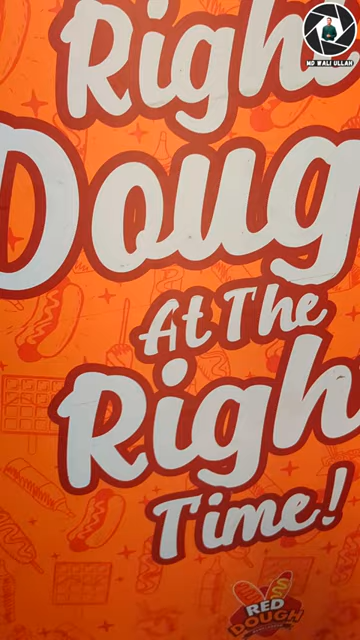 MD WALI ULLAH
Righ
Doug
At The
Righ
Time!
RED
DOUGH